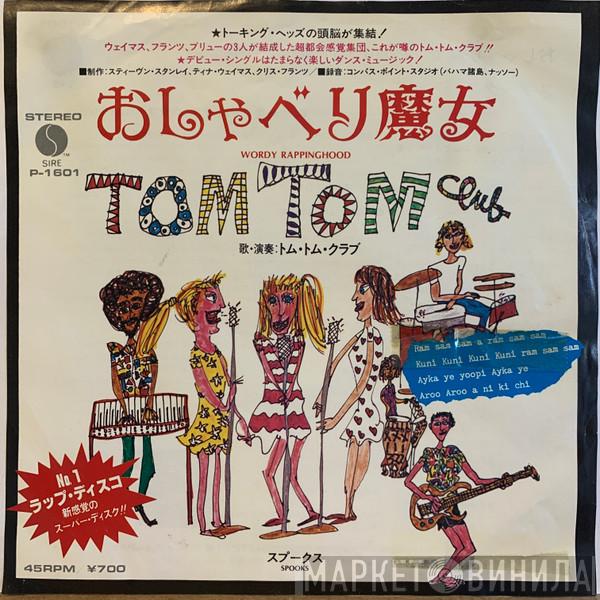 ★トーキング・ヘッズの頭脳が集結！
ウェイマス、フランツ、ブリューの3人が結成した超都会感覚集団、これが噂のトム・トム・クラブ!!
★デビュー・シングルはたまらなく楽しいダンス・ミュージック！
■制作：スティーヴン・スタンレイ、ティナ・ウェイマス、クリス・フランツ／■録音：コンパス・ポイント・スタジオ（バハマ諸島、ナッソー）
STEREO
S
SIRE
P-1601
おしゃべり魔女
WORDY RAPPINGHOOD
TOM TOM Club
歌・演奏：トム・トム・クラブ
Ram sam sam a ram sam sam
Kuni Kuni Kuni Kuni ram sam sam
Ayka ye yoopi Ayka ye
Aroo Aroo a ni ki chi
No.1
ラップ・ディスコ
新感覚の
スーパー・ディスク!!
スプークス
SPOOKS
45RPM／¥700
МАРКЕТ ВИНИЛА